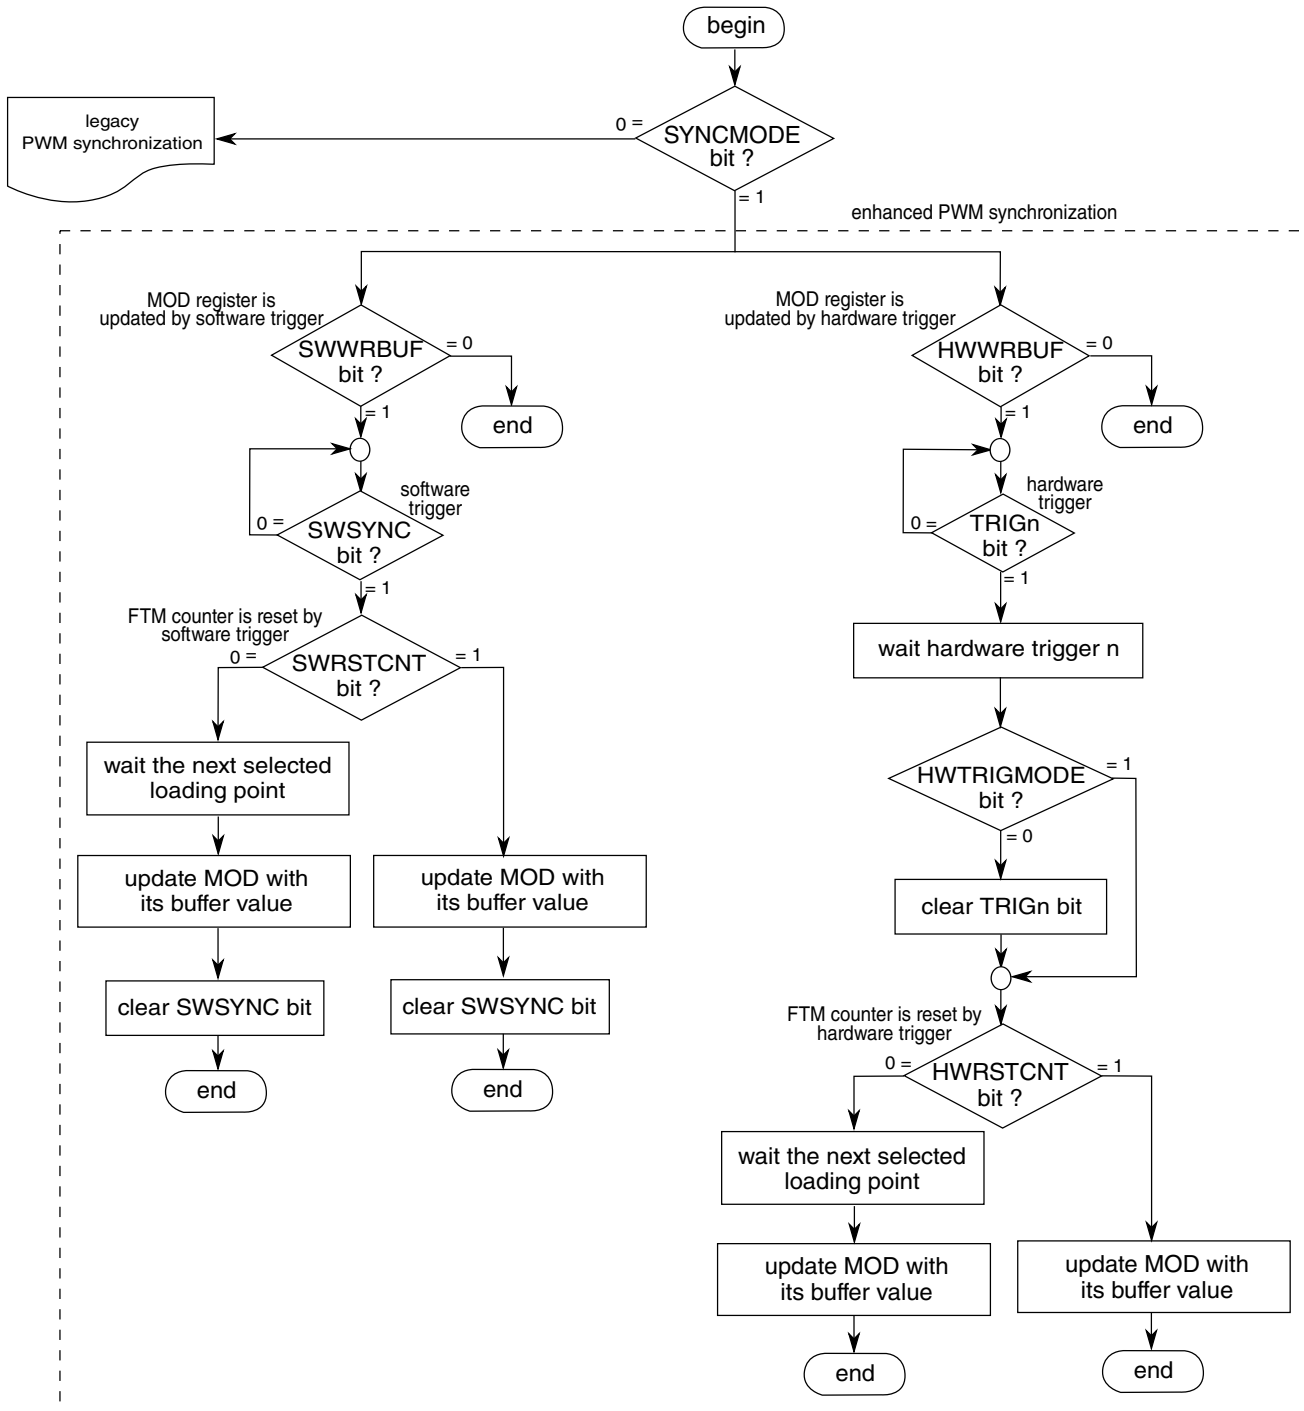 begin
legacy
PWM synchronization
0 =
SYNCMODE
bit ?
= 1
enhanced PWM synchronization
MOD register is
updated by software trigger
SWWRBUF
bit ?
= 0
end
= 1
software
trigger
0 =
SWSYNC
bit ?
= 1
FTM counter is reset by
software trigger
0 =
SWRSTCNT
bit ?
= 1
wait the next selected
loading point
update MOD with
its buffer value
clear SWSYNC bit
end
update MOD with
its buffer value
clear SWSYNC bit
end
MOD register is
updated by hardware trigger
HWWRBUF
bit ?
= 0
end
= 1
hardware
trigger
0 =
TRIGn
bit ?
= 1
wait hardware trigger n
HWTRIGMODE
bit ?
= 1
= 0
clear TRIGn bit
FTM counter is reset by
hardware trigger
0 =
HWRSTCNT
bit ?
= 1
wait the next selected
loading point
update MOD with
its buffer value
end
update MOD with
its buffer value
end